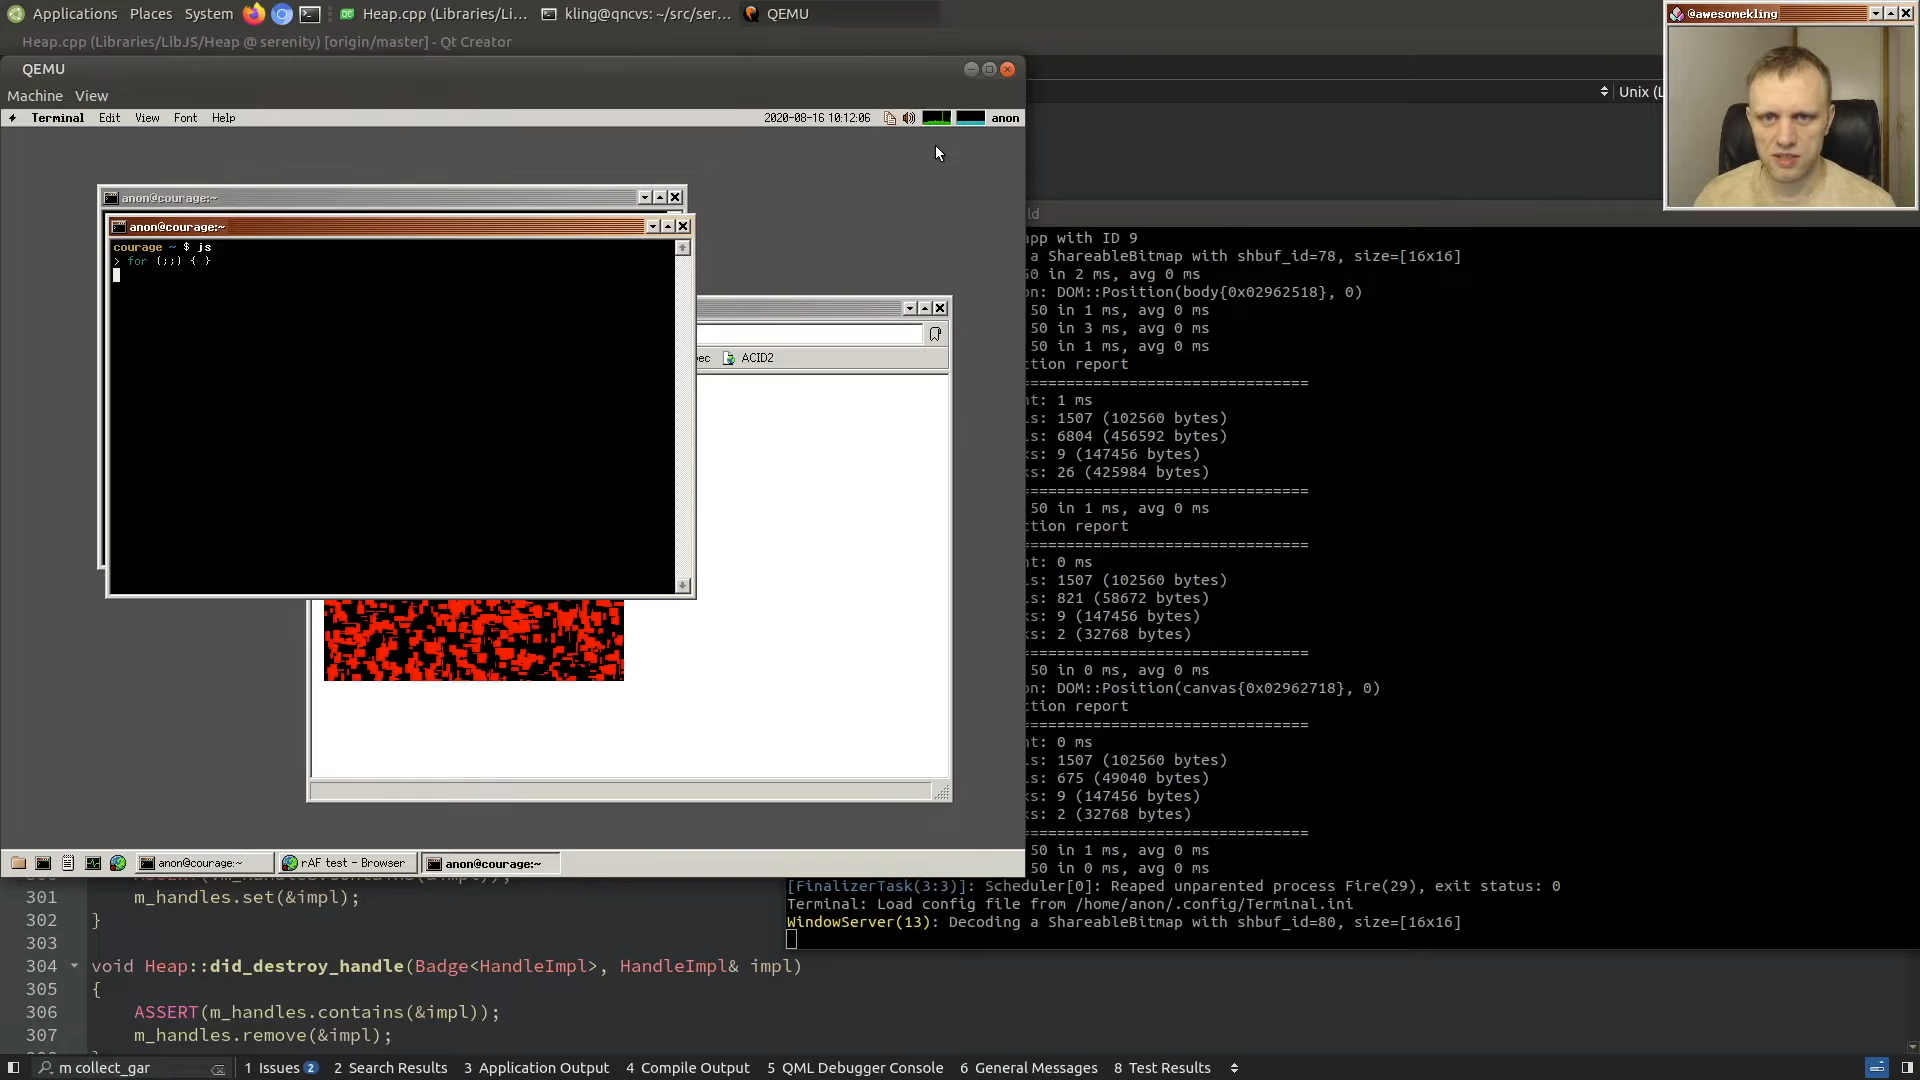 Applications Places System Heap.cpp (Libraries/Li... kling@qncvs: ~/src/ser... QEMU
Heap.cpp (Libraries/LibJS/Heap @ serenity) [origin/master] - Qt Creator
@awesomekling
QEMU
Machine View
Unix (L
Terminal Edit View Font Help 2020-08-16 10:12:06 anon
anon@courage:~
anon@courage:~
courage ~ $ js
> for (;;) { }
ACID2
app with ID 9
a ShareableBitmap with shbuf_id=78, size=[16x16]
50 in 2 ms, avg 0 ms
on: DOM::Position(body{0x02962518}, 0)
50 in 1 ms, avg 0 ms
50 in 3 ms, avg 0 ms
50 in 1 ms, avg 0 ms
ction report
===============================
nt: 1 ms
ls: 1507 (102560 bytes)
ls: 6804 (456592 bytes)
ks: 9 (147456 bytes)
ks: 26 (425984 bytes)
===============================
50 in 1 ms, avg 0 ms
ction report
===============================
nt: 0 ms
ls: 1507 (102560 bytes)
ls: 821 (58672 bytes)
ks: 9 (147456 bytes)
ks: 2 (32768 bytes)
===============================
50 in 0 ms, avg 0 ms
on: DOM::Position(canvas{0x02962718}, 0)
ction report
===============================
nt: 0 ms
ls: 1507 (102560 bytes)
ls: 675 (49040 bytes)
ks: 9 (147456 bytes)
ks: 2 (32768 bytes)
===============================
50 in 1 ms, avg 0 ms
50 in 0 ms, avg 0 ms
[FinalizerTask(3:3)]: Scheduler[0]: Reaped unparented process Fire(29), exit status: 0
Terminal: Load config file from /home/anon/.config/Terminal.ini
WindowServer(13): Decoding a ShareableBitmap with shbuf_id=80, size=[16x16]
anon@courage:~ rAF test - Browser anon@courage:~
301 m_handles.set(&impl);
302 }
303
304 void Heap::did_destroy_handle(Badge<HandleImpl>, HandleImpl& impl)
305 {
306 ASSERT(m_handles.contains(&impl));
307 m_handles.remove(&impl);
m collect_gar 1 Issues 2 2 Search Results 3 Application Output 4 Compile Output 5 QML Debugger Console 6 General Messages 8 Test Results